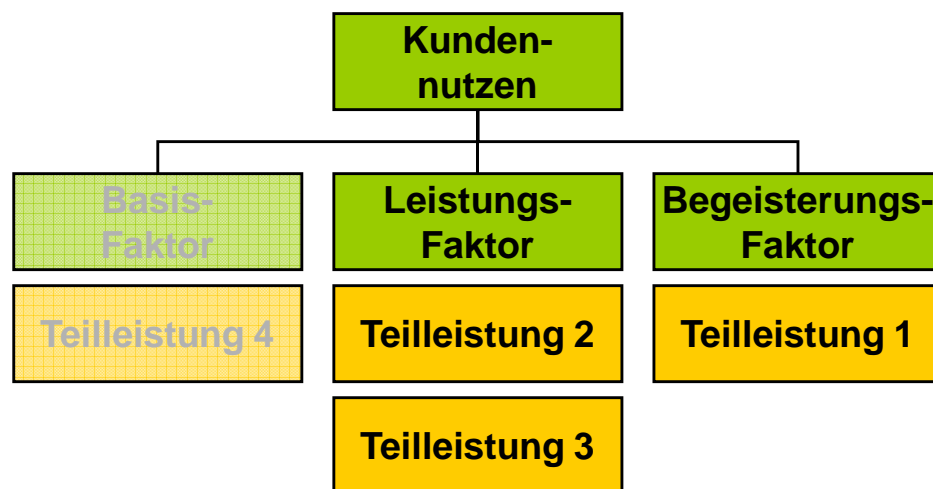 Kunden-
nutzen
Basis-
Faktor
Leistungs-
Faktor
Begeisterungs-
Faktor
Teilleistung 4
Teilleistung 2
Teilleistung 1
Teilleistung 3